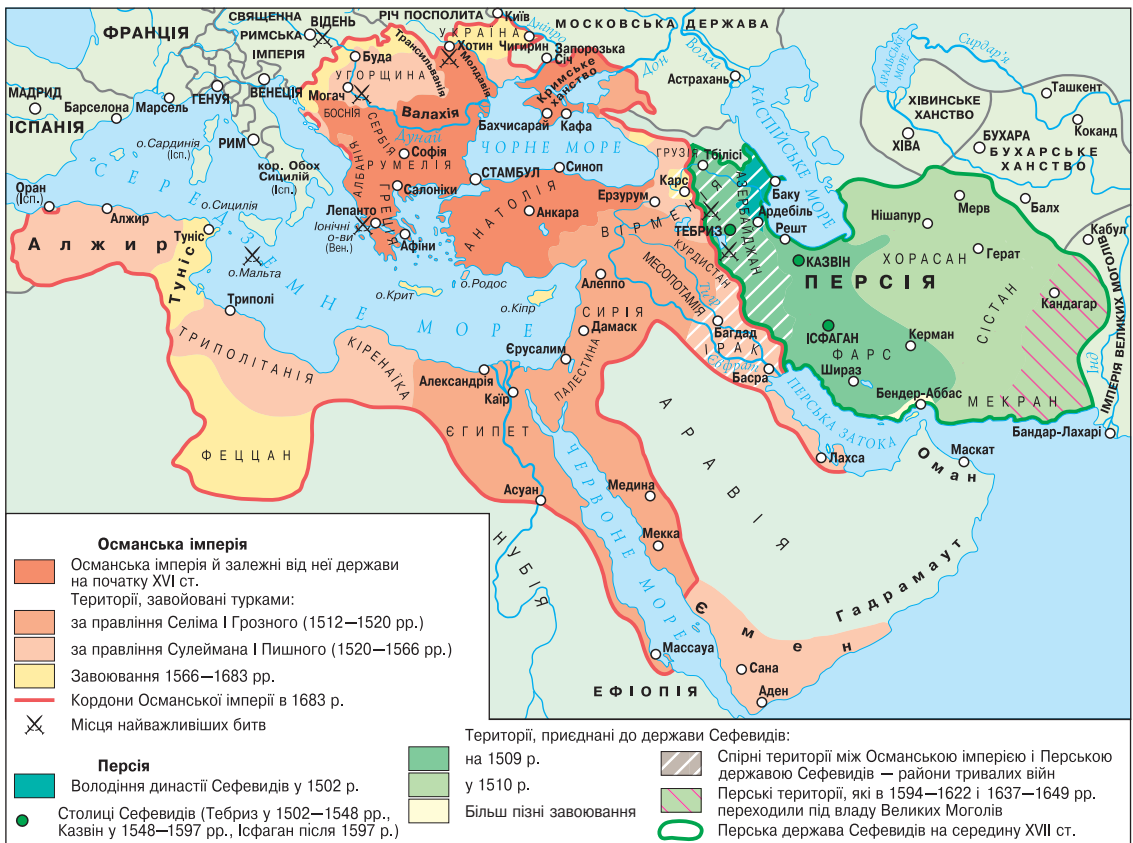 СВЯЩЕННА
РИМСЬКА
ІМПЕРІЯ
ФРАНЦІЯ
ВІДЕНЬ
РІЧ ПОСПОЛИТА
Київ
МОСКОВСЬКА ДЕРЖАВА
УКРАЇНА
Дніпро
Хотин
Чигирин
Запорозька
Січ
Волга
Дон
Астрахань
АРАЛЬСЬКЕ
МОРЕ
Сирдар'я
Ташкент
ХІВИНСЬКЕ
ХАНСТВО
Коканд
ХІВА
БУХАРА
БУХАРСЬКЕ
ХАНСТВО
МАДРИД
ІСПАНІЯ
Барселона
Марсель
ГЕНУЯ
ВЕНЕЦІЯ
Буда
УГОРЩИНА
Трансильванія
Молдавія
Могач
БОСНІЯ
СЕРБІЯ
Валахія
Дунай
Кримське
ханство
Бахчисарай
Кафа
КАСПІЙСЬКЕ МОРЕ
о.Сардинія
(Ісп.)
РИМ
кор. Обох
Сицилій
(Ісп.)
АЛБАНІЯ
Софія
РУМЕЛІЯ
ЧОРНЕ МОРЕ
СТАМБУЛ
Синоп
Салоніки
ГРЕЦІЯ
ГРУЗІЯ
Тбілісі
Карс
Ерзурум
АЗЕРБАЙДЖАН
Баку
Ардебіль
Решт
ТЕБРИЗ
КАЗВІН
Нішапур
Мерв
Балх
Кабул
Герат
ХОРАСАН
ПЕРСІЯ
Оран
(Ісп.)
Алжир
Алжир
СЕРЕДЗЕМНЕ МОРЕ
о.Сицилія
Туніс
Туніс
о.Мальта
Лепанто
Іонічні
о-ви (Вен.)
Афіни
АНАТОЛІЯ
Анкара
ВІРМЕНІЯ
КУРДИСТАН
МЕСОПОТАМІЯ
Тигр
Триполі
о.Крит
о.Родос
о.Кіпр
Алеппо
СИРІЯ
Дамаск
Багдад
ІРАК
Євфрат
Басра
ІСФАГАН
ФАРС
Шираз
Керман
СІСТАН
Кандагар
ІМПЕРІЯ ВЕЛИКИХ МОГОЛІВ
Інд
ТРИПОЛІТАНІЯ
КІРЕНАЇКА
Єрусалим
ПАЛЕСТИНА
Александрія
Каїр
ПЕРСЬКА ЗАТОКА
Бендер-Аббас
МЕКРАН
Бандар-Лахарі
ФЕЦЦАН
ЄГИПЕТ
АРАВІЯ
Лахса
Маскат
Оман
Асуан
ЧЕРВОНЕ МОРЕ
Медина
Мекка
НУБІЯ
Гадрамаут
Ємен
Массауа
Сана
Аден
ЕФІОПІЯ
Османська імперія
Османська імперія й залежні від неї держави
на початку XVI ст.
Території, завойовані турками:
за правління Селіма І Грозного (1512—1520 рр.)
за правління Сулеймана І Пишного (1520—1566 рр.)
Завоювання 1566—1683 рр.
Кордони Османської імперії в 1683 р.
Місця найважливіших битв
Персія
Володіння династії Сефевидів у 1502 р.
Столиці Сефевидів (Тебриз у 1502—1548 рр.,
Казвін у 1548—1597 рр., Ісфаган після 1597 р.)
Території, приєднані до держави Сефевидів:
на 1509 р.
у 1510 р.
Більш пізні завоювання
Спірні території між Османською імперією і Перською
державою Сефевидів — райони тривалих війн
Перські території, які в 1594—1622 і 1637—1649 рр.
переходили під владу Великих Моголів
Перська держава Сефевидів на середину XVII ст.